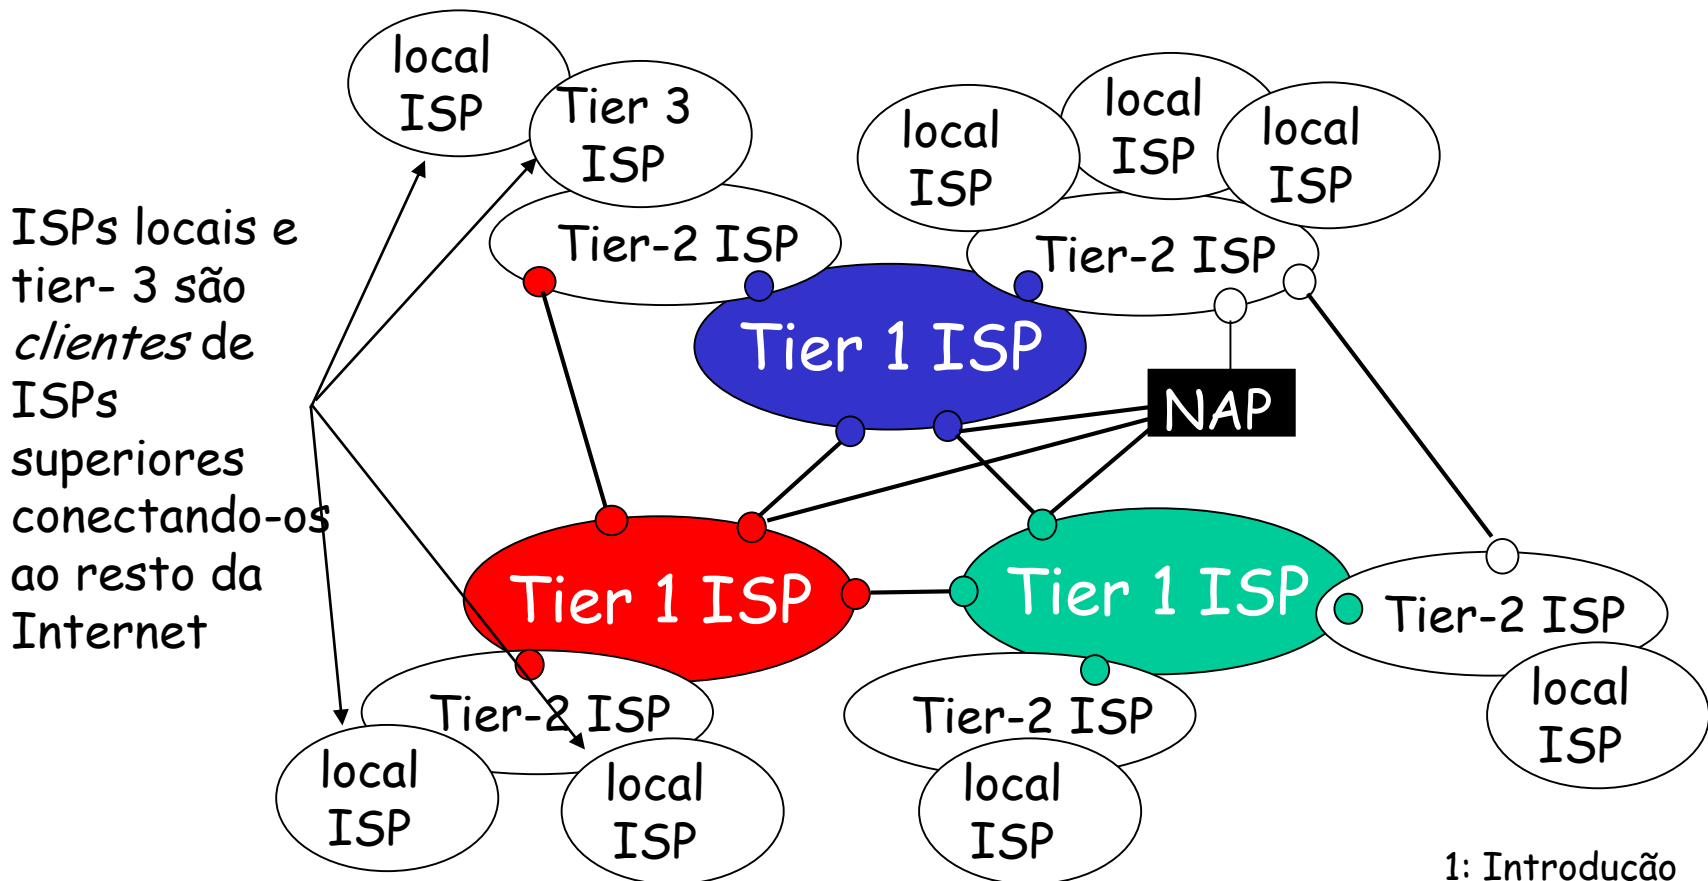 local
ISP
Tier 3
ISP
local
ISP
local
ISP
local
ISP
ISPs locais e
tier- 3 são
clientes de
ISPs
superiores
conectando-os
ao resto da
Internet
Tier-2 ISP
Tier-2 ISP
Tier 1 ISP
NAP
Tier 1 ISP
Tier 1 ISP
Tier-2 ISP
local
ISP
Tier-2 ISP
Tier-2 ISP
local
ISP
local
ISP
local
ISP
1: Introdução